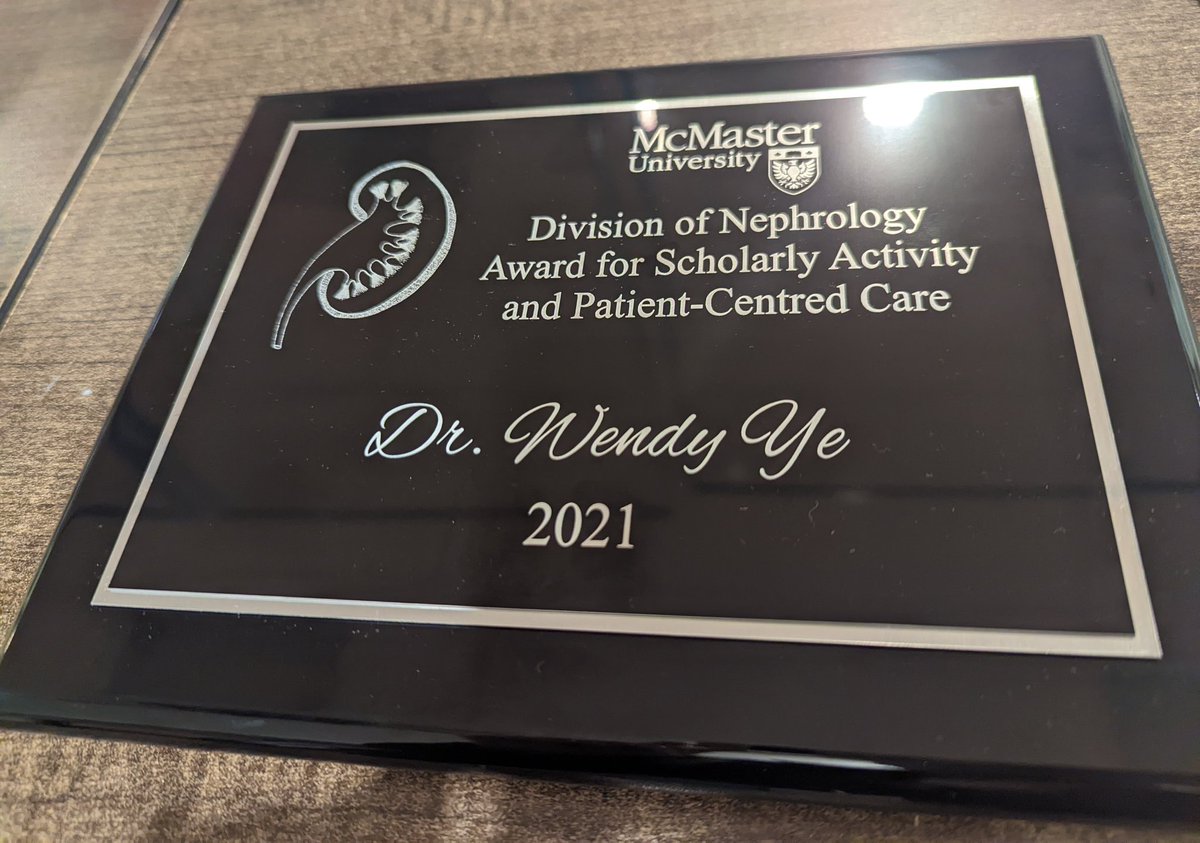 McMaster
University
Division of Nephrology
Award for Scholarly Activity
and Patient-Centred Care
Dr. Wendy Ye
2021